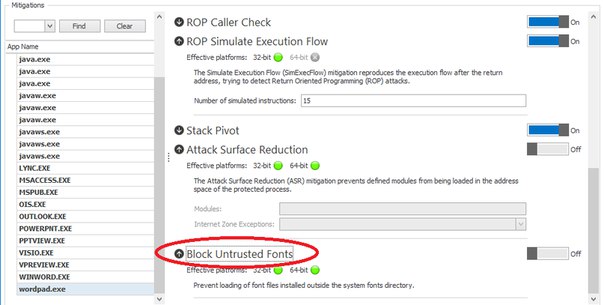 Mitigations
Find
Clear
App Name
java.exe
java.exe
javaw.exe
javaw.exe
javaw.exe
javaws.exe
javaws.exe
javaws.exe
LYNC.EXE
MSACCESS.EXE
MSPUB.EXE
OIS.EXE
OUTLOOK.EXE
POWERPNT.EXE
PPTVIEW.EXE
VISIO.EXE
VPREVIEW.EXE
WINWORD.EXE
wordpad.exe
ROP Caller Check On
ROP Simulate Execution Flow On
Effective platforms: 32-bit 64-bit
The Simulate Execution Flow (SimExecFlow) mitigation reproduces the execution flow after the return
address, trying to detect Return Oriented Programming (ROP) attacks.
Number of simulated instructions: 15
Stack Pivot On
Attack Surface Reduction Off
Effective platforms: 32-bit 64-bit
The Attack Surface Reduction (ASR) mitigation prevents defined modules from being loaded in the address
space of the protected process.
Modules:
Internet Zone Exceptions:
Block Untrusted Fonts Off
Effective platforms: 32-bit 64-bit
Prevent loading of font files installed outside the system fonts directory.